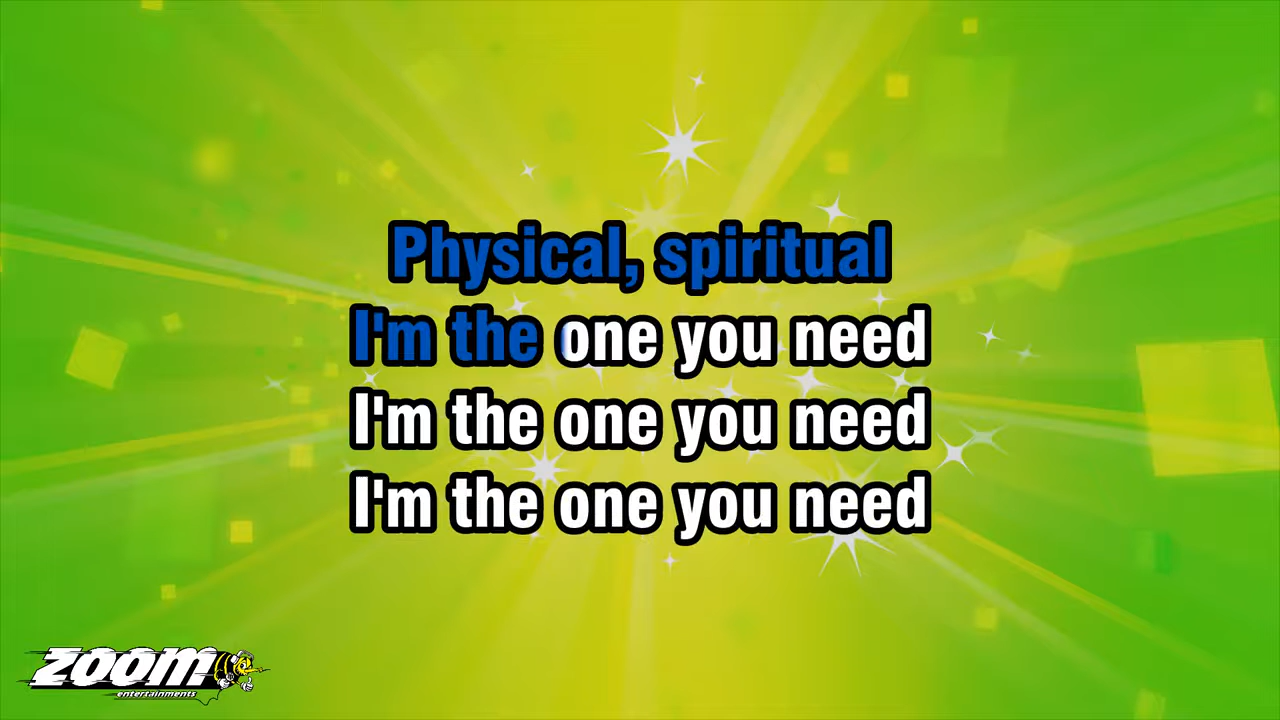 Physical, spiritual
I'm the one you need
I'm the one you need
I'm the one you need
ZOOM
entertainments